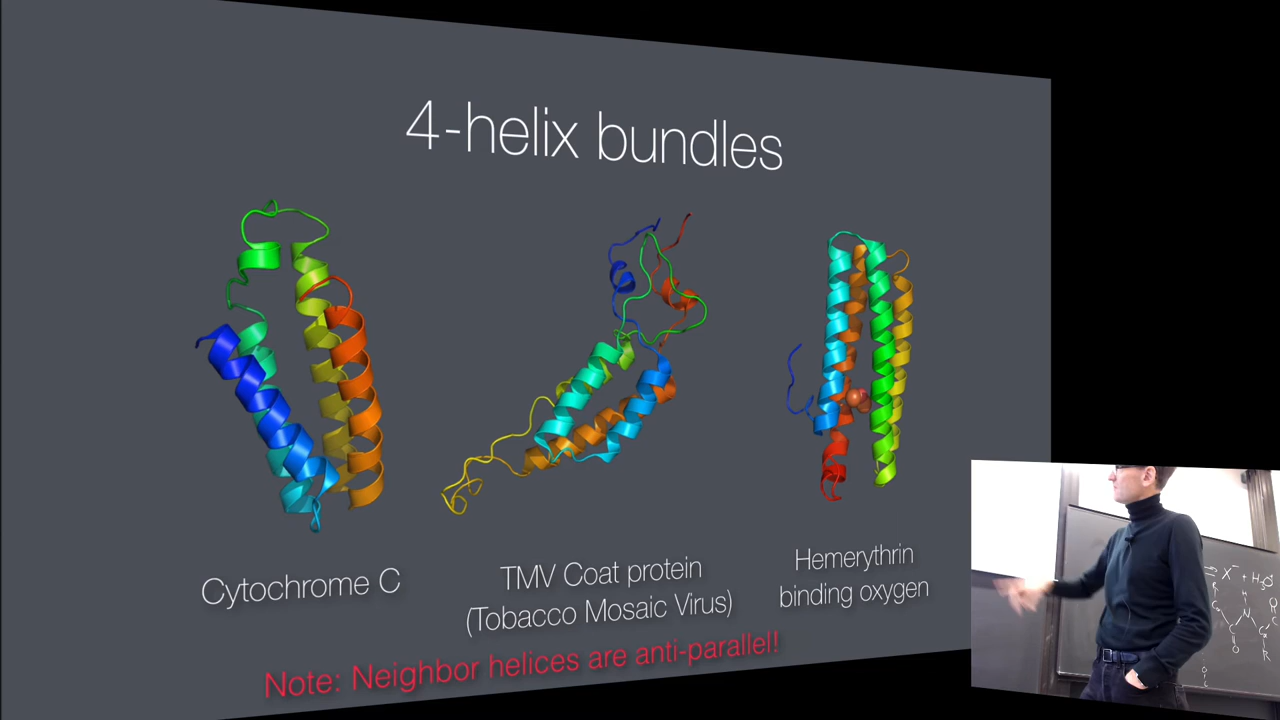 4-helix bundles
Cytochrome C
TMV Coat protein
(Tobacco Mosaic Virus)
Hemerythrin
binding oxygen
Note: Neighbor helices are anti-parallel!